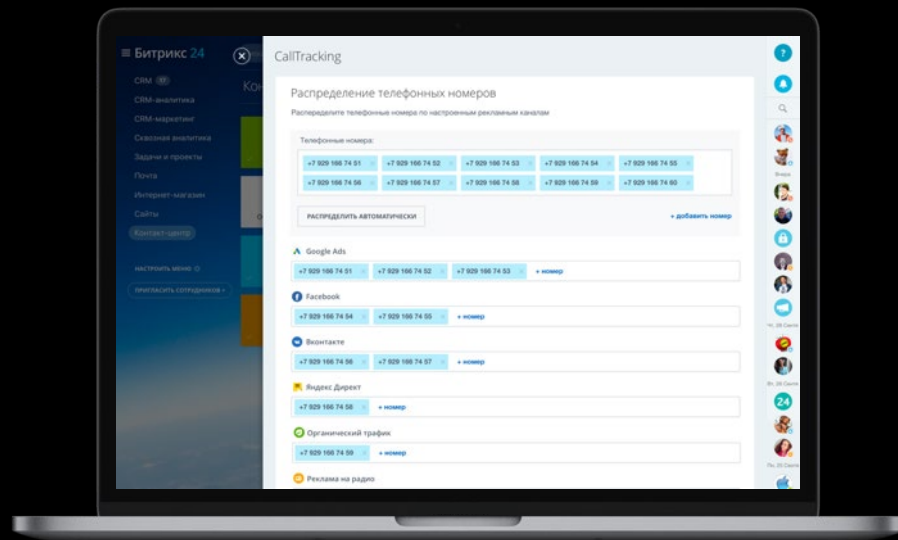 Битрикс 24
CallTracking
CRM
CRM-аналитика
CRM-маркетинг
Сквозная аналитика
Задачи и проекты
Почта
Интернет-магазин
Сайты
Контакт-центр
НАСТРОИТЬ МЕНЮ
ПРИГЛАСИТЬ СОТРУДНИКОВ +
Распределение телефонных номеров
Распеределите телефонные номера по настроенным рекламным каналам
Телефонные номера:
+7 929 166 74 51 +7 929 166 74 52 +7 929 166 74 53 +7 929 166 74 54 +7 929 166 74 55
+7 929 166 74 56 +7 929 166 74 57 +7 929 166 74 58 +7 929 166 74 59 +7 929 166 74 60
РАСПРЕДЕЛИТЬ АВТОМАТИЧЕСКИ + добавить номер
Google Ads
+7 929 166 74 51 +7 929 166 74 52 +7 929 166 74 53 + номер
Facebook
+7 929 166 74 54 +7 929 166 74 55 + номер
Вконтакте
+7 929 166 74 56 +7 929 166 74 57 + номер
Яндекс Директ
+7 929 166 74 58 + номер
Органический трафик
+7 929 166 74 59 + номер
Реклама на радио
?
Вчера
24